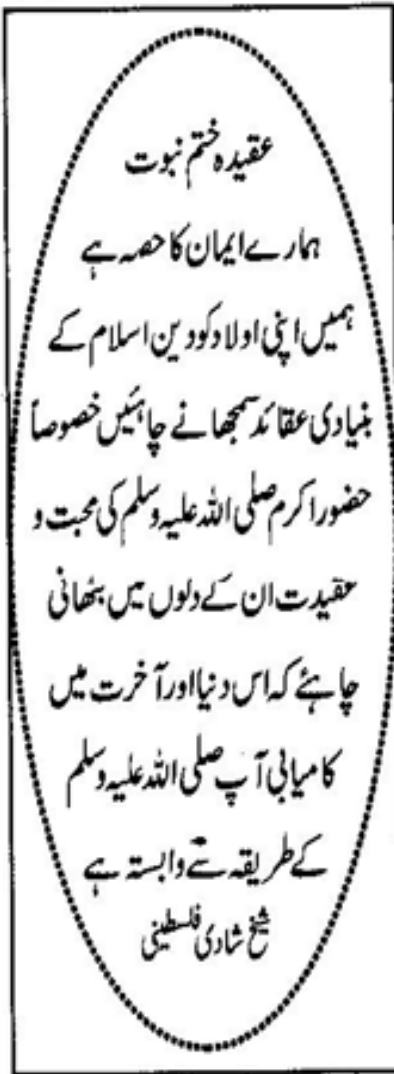 عقیدہ ختم نبوت
ہمارے ایمان کا حصہ ہے
ہمیں اپنی اولاد کو دین اسلام کے
بنیادی عقائد سمجھانے چاہئیں خصوصاً
حضور اکرم صلی اللہ علیہ وسلم کی محبت و
عقیدت ان کے دلوں میں بٹھانی
چاہئے کہ اس دنیا اور آخرت میں
کامیابی آپ صلی اللہ علیہ وسلم
کے طریقہ سے وابستہ ہے
شیخ شادی فلسطینی